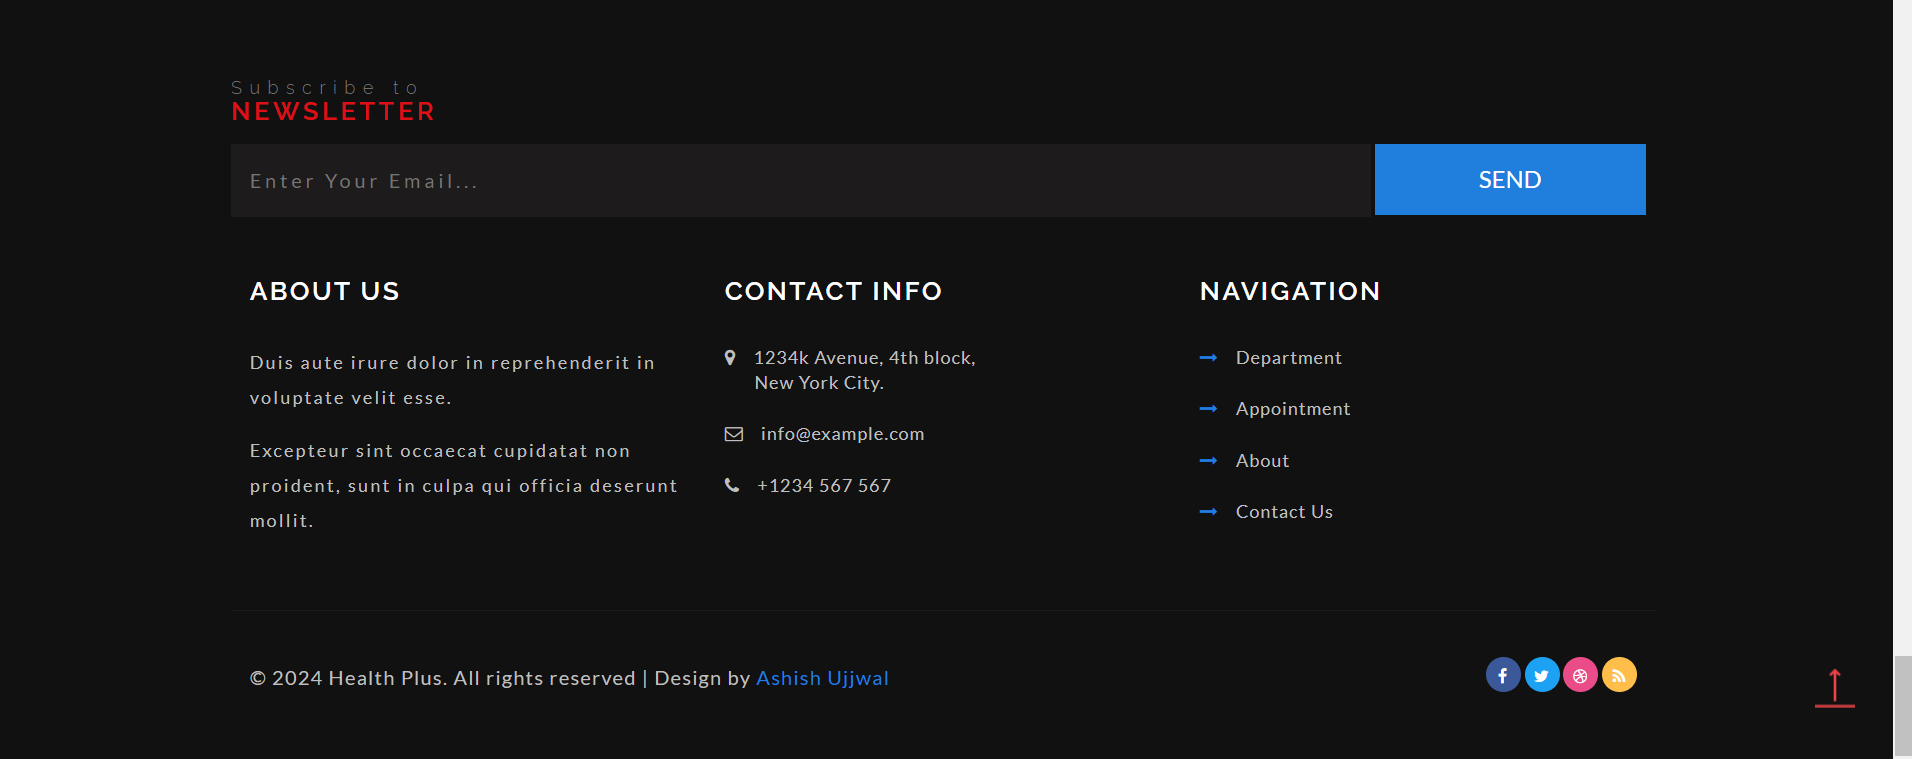 Subscribe to
NEWSLETTER
Enter Your Email...
SEND
ABOUT US
Duis aute irure dolor in reprehenderit in
voluptate velit esse.
Excepteur sint occaecat cupidatat non
proident, sunt in culpa qui officia deserunt
mollit.
CONTACT INFO
1234k Avenue, 4th block,
New York City.
info@example.com
+1234 567 567
NAVIGATION
Department
Appointment
About
Contact Us
© 2024 Health Plus. All rights reserved | Design by Ashish Ujjwal